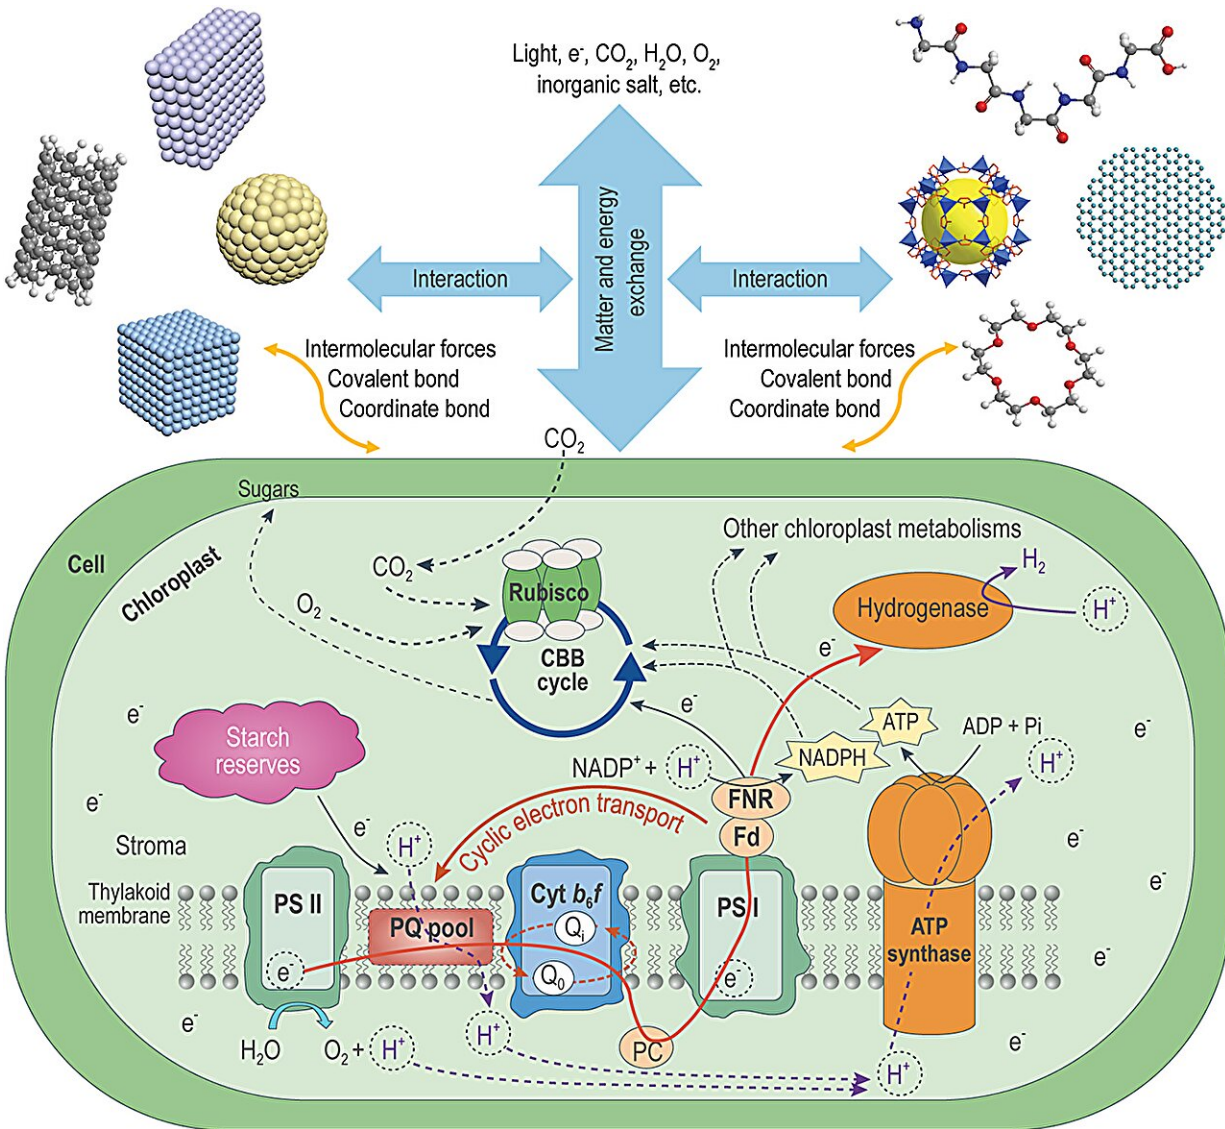 Light, e⁻, CO₂, H₂O, O₂,
inorganic salt, etc.
Matter and energy
exchange
Interaction
Interaction
Intermolecular forces
Covalent bond
Coordinate bond
Intermolecular forces
Covalent bond
Coordinate bond
CO₂
Sugars
Cell
Chloroplast
CO₂
O₂
Rubisco
CBB
cycle
Other chloroplast metabolisms
H₂
Hydrogenase
H⁺
e⁻
e⁻
e⁻
Starch
reserves
e⁻
ATP
ADP + Pi
NADPH
NADP⁺ +
H⁺
H⁺
e⁻
FNR
Fd
Cyclic electron transport
e⁻
e⁻
H⁺
e⁻
Stroma
Thylakoid
membrane
PS II
PQ pool
Cyt b₆f
Qᵢ
Q₀
PS I
ATP
synthase
e⁻
e⁻
e⁻
e⁻
e⁻
e⁻
H₂O
O₂ +
H⁺
H⁺
PC
H⁺